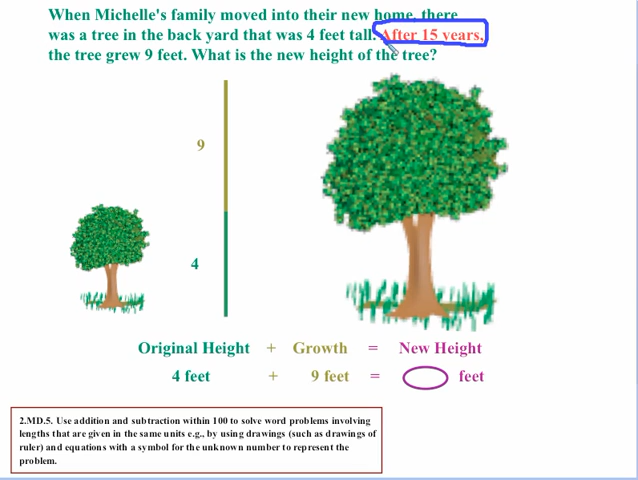 When Michelle's family moved into their new home, there
was a tree in the back yard that was 4 feet tall. After 15 years,
the tree grew 9 feet. What is the new height of the tree?
9
4
Original Height + Growth = New Height
4 feet + 9 feet = feet
2.MD.5. Use addition and subtraction within 100 to solve word problems involving
lengths that are given in the same units e.g., by using drawings (such as drawings of
ruler) and equations with a symbol for the unknown number to represent the
problem.